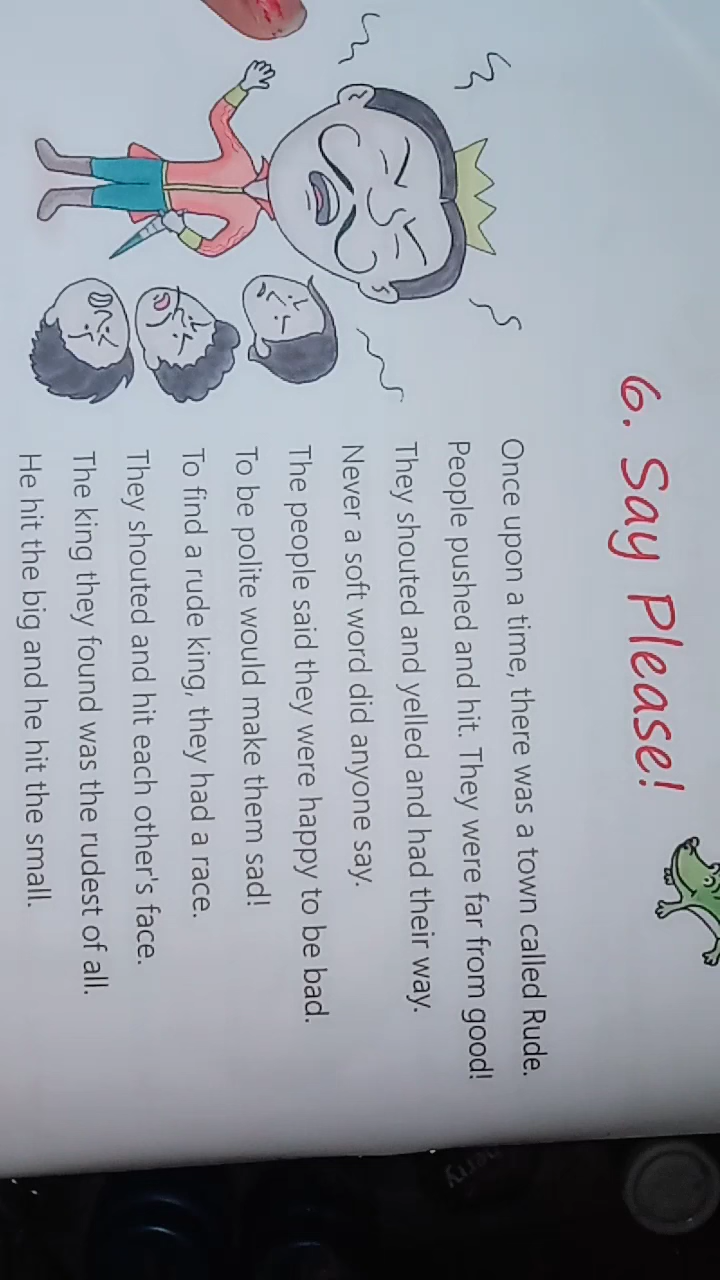 6. Say Please!
Once upon a time, there was a town called Rude.
People pushed and hit. They were far from good!
They shouted and yelled and had their way.
Never a soft word did anyone say.
The people said they were happy to be bad.
To be polite would make them sad!
To find a rude king, they had a race.
They shouted and hit each other's face.
The king they found was the rudest of all.
He hit the big and he hit the small.